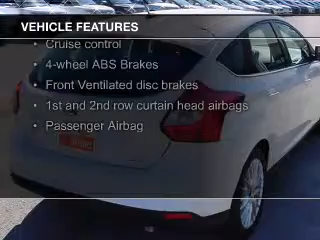 VEHICLE FEATURES
• Cruise control
• 4-wheel ABS Brakes
• Front Ventilated disc brakes
• 1st and 2nd row curtain head airbags
• Passenger Airbag